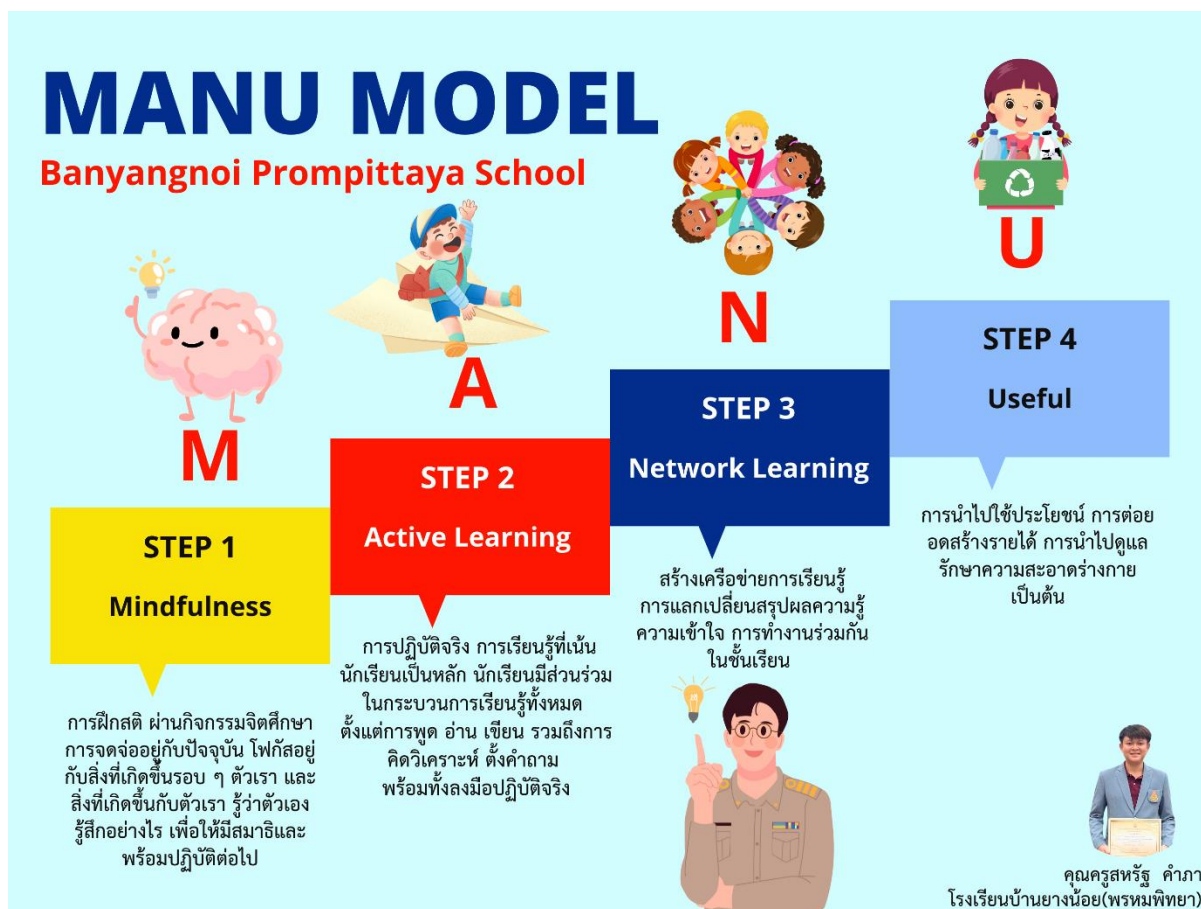 MANU MODEL
Banyangnoi Prompittaya School
M
STEP 1
Mindfulness
การฝึกสติ ผ่านกิจกรรมจิตศึกษา
การจดจ่ออยู่กับปัจจุบัน โฟกัสอยู่
กับสิ่งที่เกิดขึ้นรอบ ๆ ตัวเรา และ
สิ่งที่เกิดขึ้นกับตัวเรา รู้ว่าตัวเอง
รู้สึกอย่างไร เพื่อให้มีสมาธิและ
พร้อมปฏิบัติต่อไป
A
STEP 2
Active Learning
การปฏิบัติจริง การเรียนรู้ที่เน้น
นักเรียนเป็นหลัก นักเรียนมีส่วนร่วม
ในกระบวนการเรียนรู้ทั้งหมด
ตั้งแต่การพูด อ่าน เขียน รวมถึงการ
คิดวิเคราะห์ ตั้งคำถาม
พร้อมทั้งลงมือปฏิบัติจริง
N
STEP 3
Network Learning
สร้างเครือข่ายการเรียนรู้
การแลกเปลี่ยนสรุปผลความรู้
ความเข้าใจ การทำงานร่วมกัน
ในชั้นเรียน
U
STEP 4
Useful
การนำไปใช้ประโยชน์ การต่อย
อดสร้างรายได้ การนำไปดูแล
รักษาความสะอาดร่างกาย
เป็นต้น
คุณครูสหรัฐ คำภา
โรงเรียนบ้านยางน้อย(พรหมพิทยา)